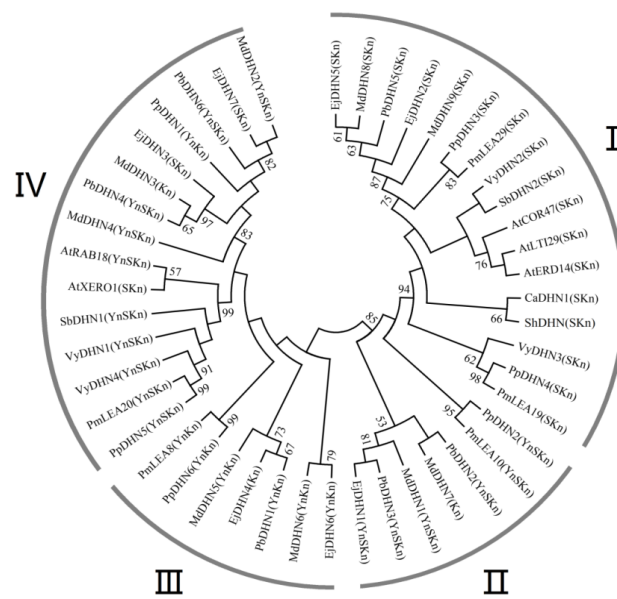 EjDHN5(SKn)
MdDHN8(SKn)
PbDHN5(SKn)
EjDHN2(SKn)
MdDHN9(SKn)
PpDHN3(SKn)
PmLEA29(SKn)
VyDHN2(SKn)
SbDHN2(SKn)
AtCOR47(SKn)
AtLTI29(SKn)
AtERD14(SKn)
CaDHN1(SKn)
ShDHN(SKn)
VyDHN3(SKn)
PpDHN4(SKn)
PmLEA19(SKn)
PpDHN2(YnSKn)
PmLEA10(YnSKn)
PbDHN2(YnSKn)
MdDHN7(Kn)
MdDHN1(YnSKn)
PbDHN3(YnSKn)
EjDHN1(YnSKn)
EjDHN6(YnKn)
MdDHN6(YnKn)
PbDHN1(YnKn)
EjDHN4(Kn)
MdDHN5(YnKn)
PpDHN6(YnKn)
PmLEA8(YnKn)
PpDHN5(YnSKn)
PmLEA20(YnSKn)
VyDHN4(YnSKn)
VyDHN1(YnSKn)
SbDHN1(YnSKn)
AtXERO1(SKn)
AtRAB18(YnSKn)
MdDHN4(YnSKn)
PbDHN4(YnSKn)
MdDHN3(Kn)
EjDHN3(SKn)
PpDHN1(YnKn)
PbDHN6(YnSKn)
EjDHN7(SKn)
MdDHN2(YnSKn)
61
63
87
75
83
76
66
94
62
98
85
95
53
81
79
67
73
99
99
91
99
57
83
65
97
82
I
II
III
IV